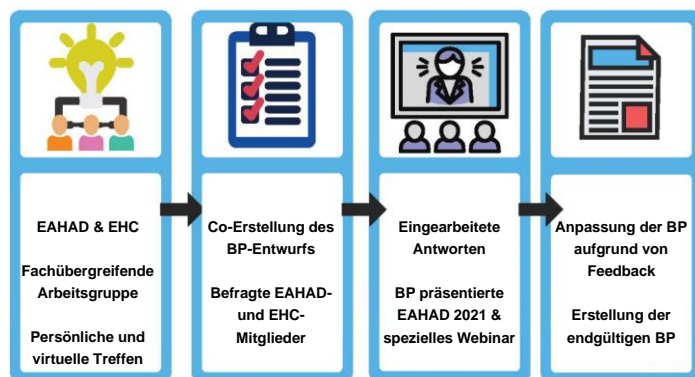 EAHAD & EHC
Fachübergreifende
Arbeitsgruppe
Persönliche und
virtuelle Treffen
Co-Erstellung des
BP-Entwurfs
Befragte EAHAD-
und EHC-
Mitglieder
Eingearbeitete
Antworten
BP präsentierte
EAHAD 2021 &
spezielles Webinar
Anpassung der BP
aufgrund von
Feedback
Erstellung der
endgültigen BP